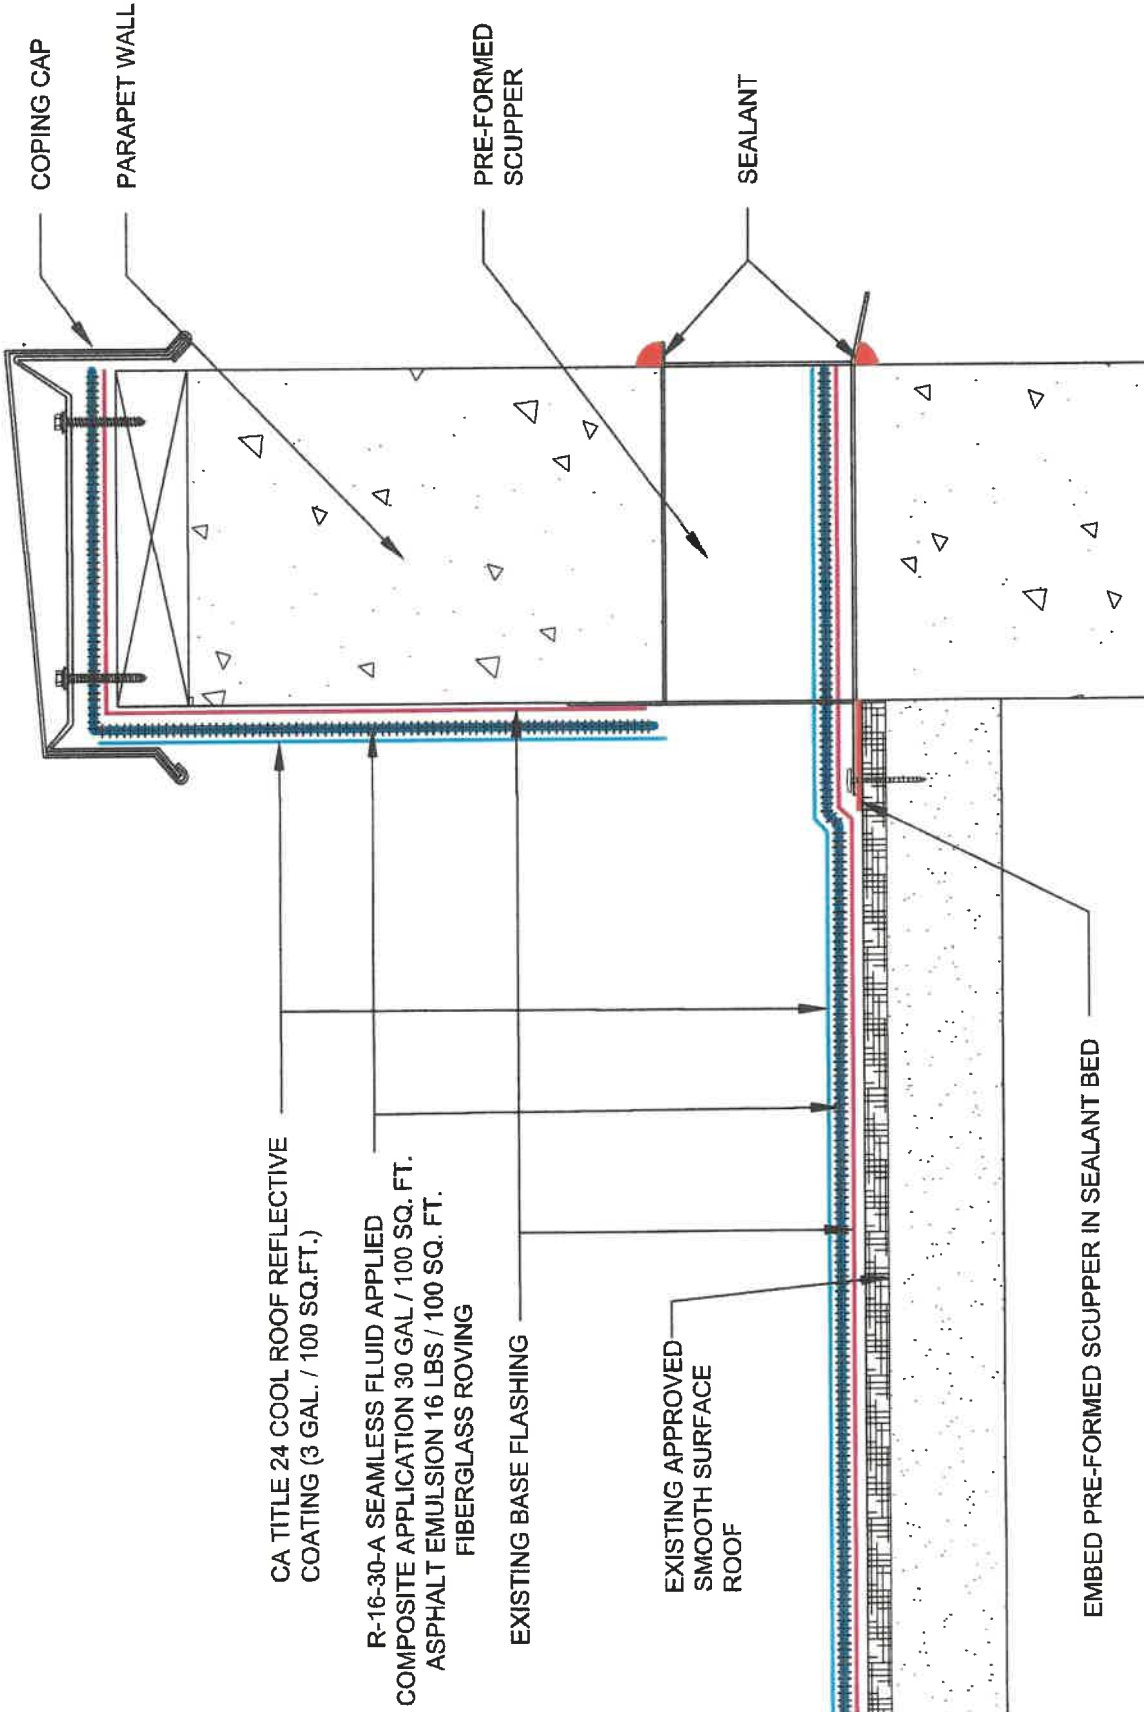 COPING CAP
PARAPET WALL
PRE-FORMED
SCUPPER
SEALANT
CA TITLE 24 COOL ROOF REFLECTIVE
COATING (3 GAL. / 100 SQ.FT.)
R-16-30-A SEAMLESS FLUID APPLIED
COMPOSITE APPLICATION 30 GAL / 100 SQ. FT.
ASPHALT EMULSION 16 LBS / 100 SQ. FT.
FIBERGLASS ROVING
EXISTING BASE FLASHING
EXISTING APPROVED
SMOOTH SURFACE
ROOF
EMBED PRE-FORMED SCUPPER IN SEALANT BED